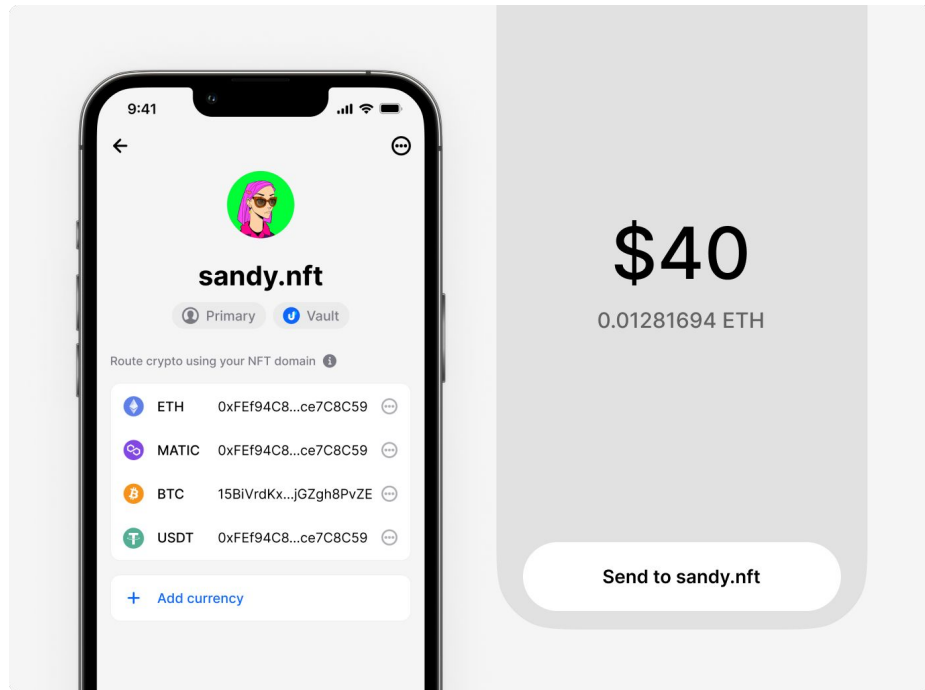 9:41
sandy.nft
Primary
Vault
Route crypto using your NFT domain
ETH 0xFEf94C8...ce7C8C59
MATIC 0xFEf94C8...ce7C8C59
BTC 15BiVrdKx...jGZgh8PvZE
USDT 0xFEf94C8...ce7C8C59
+ Add currency
$40
0.01281694 ETH
Send to sandy.nft